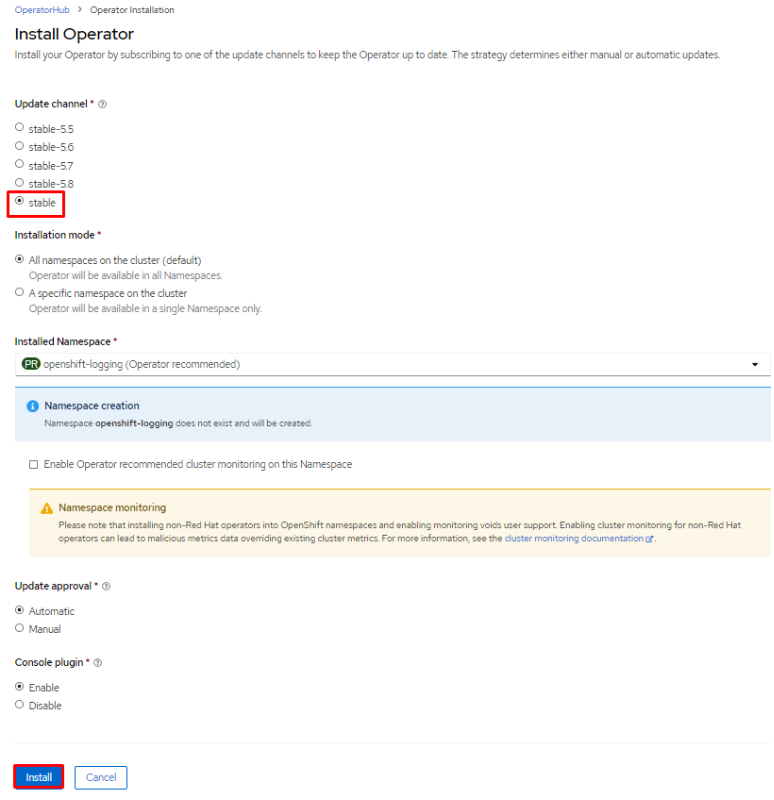 OperatorHub > Operator Installation
Install Operator
Install your Operator by subscribing to one of the update channels to keep the Operator up to date. The strategy determines either manual or automatic updates.
Update channel *
stable-5.5
stable-5.6
stable-5.7
stable-5.8
stable
Installation mode *
All namespaces on the cluster (default)
Operator will be available in all Namespaces.
A specific namespace on the cluster
Operator will be available in a single Namespace only.
Installed Namespace *
PR openshift-logging (Operator recommended)
Namespace creation
Namespace openshift-logging does not exist and will be created.
Enable Operator recommended cluster monitoring on this Namespace
Namespace monitoring
Please note that installing non-Red Hat operators into OpenShift namespaces and enabling monitoring voids user support. Enabling cluster monitoring for non-Red Hat
operators can lead to malicious metrics data overriding existing cluster metrics. For more information, see the cluster monitoring documentation.
Update approval *
Automatic
Manual
Console plugin *
Enable
Disable
Install Cancel